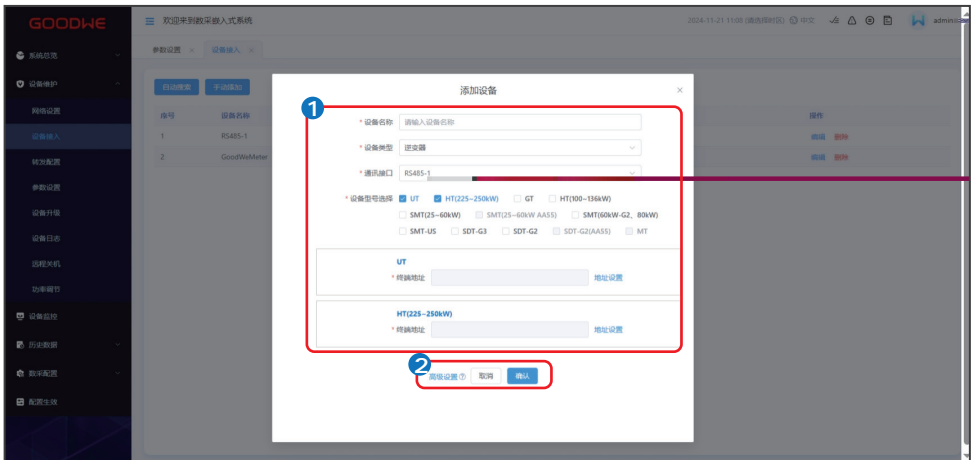 GOODWE
欢迎来到数采嵌入式系统
2024-11-21 11:08 (请选择时区) 中文
系统总览
参数设置 × 设备接入 ×
设备维护
自动搜索 手动添加
添加设备 ×
网络设置
序号 设备名称 操作
设备接入
1 RS485-1 编辑 删除
2 GoodWeMeter 编辑 删除
转发配置
参数设置
设备升级
设备日志
远程关机
功率调节
设备监控
历史数据
数采配置
配置生效
1
* 设备名称 请输入设备名称
* 设备类型 逆变器
* 通讯接口 RS485-1
* 设备型号选择 UT HT(225~250kW) GT HT(100~136kW)
SMT(25~60kW) SMT(25~60kW AA55) SMT(60kW-G2、80kW)
SMT-US SDT-G3 SDT-G2 SDT-G2(AA55) MT
UT
* 终端地址 地址设置
HT(225~250kW)
* 终端地址 地址设置
2
高级设置 取消 确认